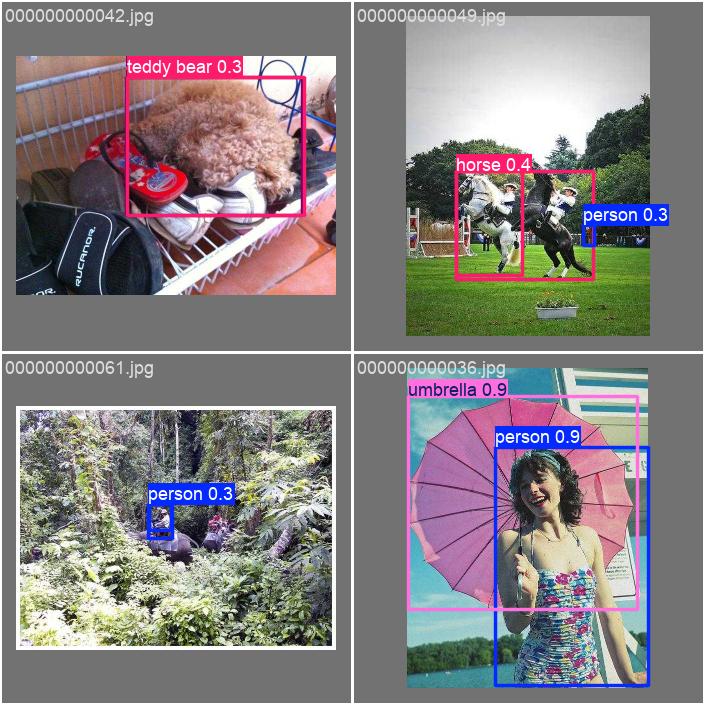 000000000042.jpg
teddy bear 0.3
RUCANOR.
OR.
000000000049.jpg
horse 0.4
person 0.3
000000000061.jpg
person 0.3
000000000036.jpg
umbrella 0.9
person 0.9